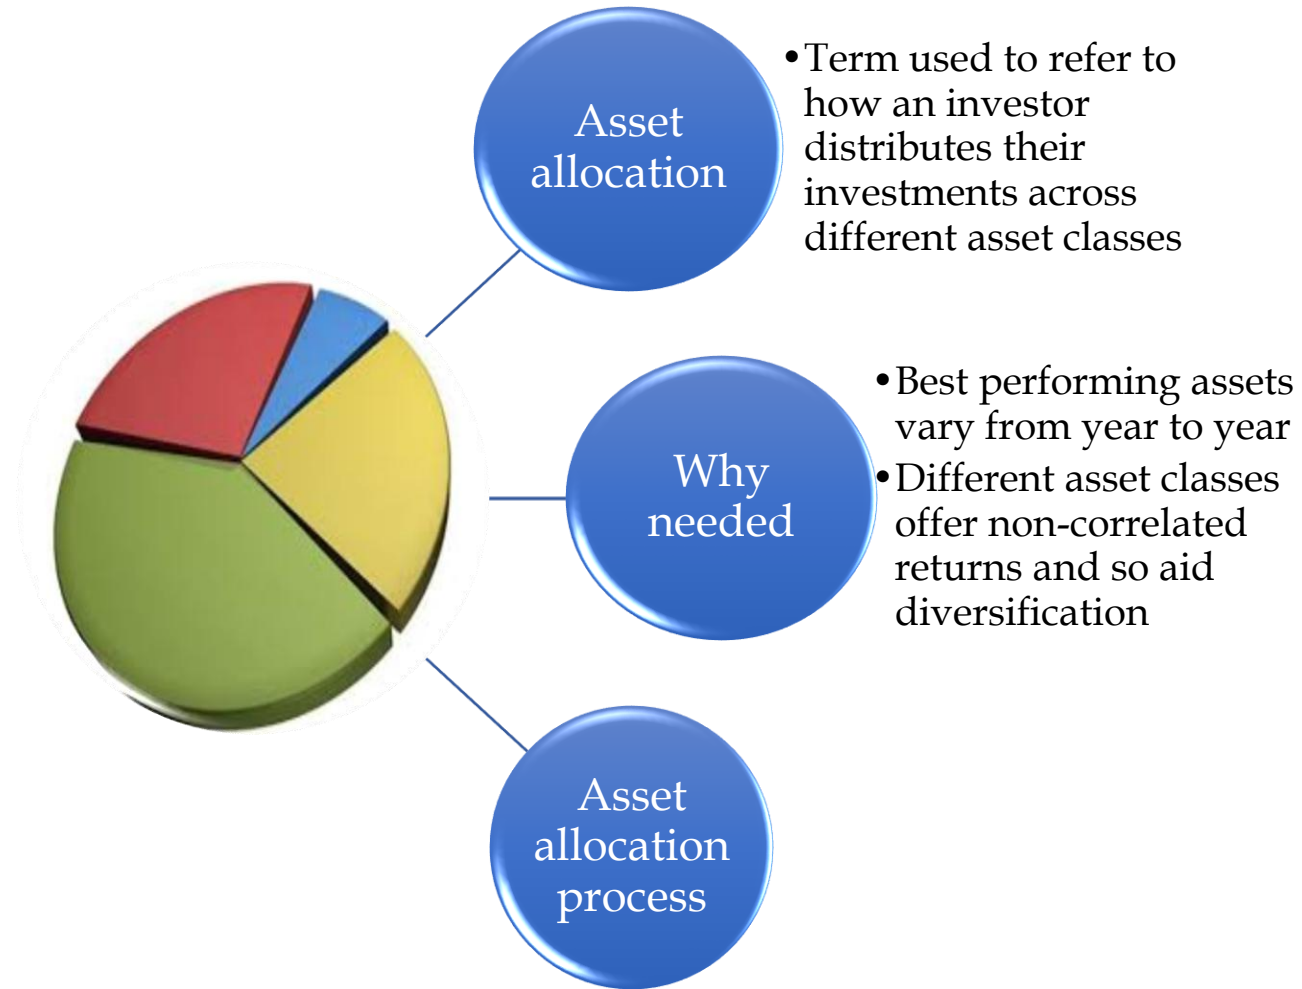 Asset
allocation
•Term used to refer to
how an investor
distributes their
investments across
different asset classes
Why
needed
•Best performing assets
vary from year to year
•Different asset classes
offer non-correlated
returns and so aid
diversification
Asset
allocation
process